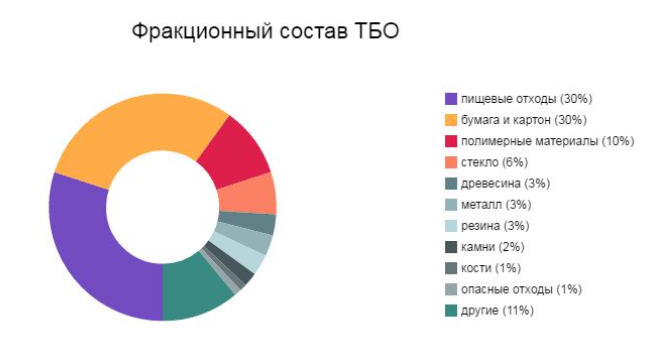 Фракционный состав ТБО
пищевые отходы (30%)
бумага и картон (30%)
полимерные материалы (10%)
стекло (6%)
древесина (3%)
металл (3%)
резина (3%)
камни (2%)
кости (1%)
опасные отходы (1%)
другие (11%)